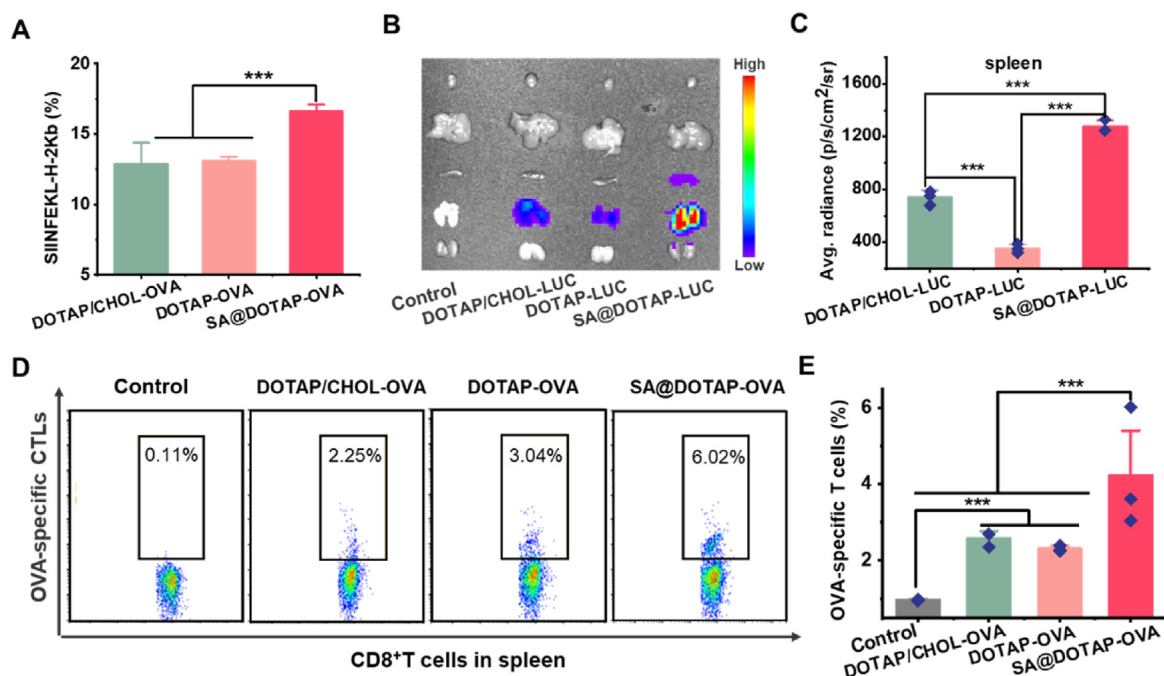 A
SIINFEKL-H-2Kb (%)
20
15
10
5
***
DOTAP/CHOL-OVA
DOTAP-OVA
SA@DOTAP-OVA
B
High
Low
Control
DOTAP/CHOL-LUC
DOTAP-LUC
SA@DOTAP-LUC
C
spleen
Avg. radiance (p/s/cm²/sr)
1600
1200
800
400
***
***
***
DOTAP/CHOL-LUC
DOTAP-LUC
SA@DOTAP-LUC
D
OVA-specific CTLs
Control
DOTAP/CHOL-OVA
DOTAP-OVA
SA@DOTAP-OVA
0.11%
2.25%
3.04%
6.02%
CD8⁺T cells in spleen
E
OVA-specific T cells (%)
6
4
2
***
***
Control
DOTAP/CHOL-OVA
DOTAP-OVA
SA@DOTAP-OVA